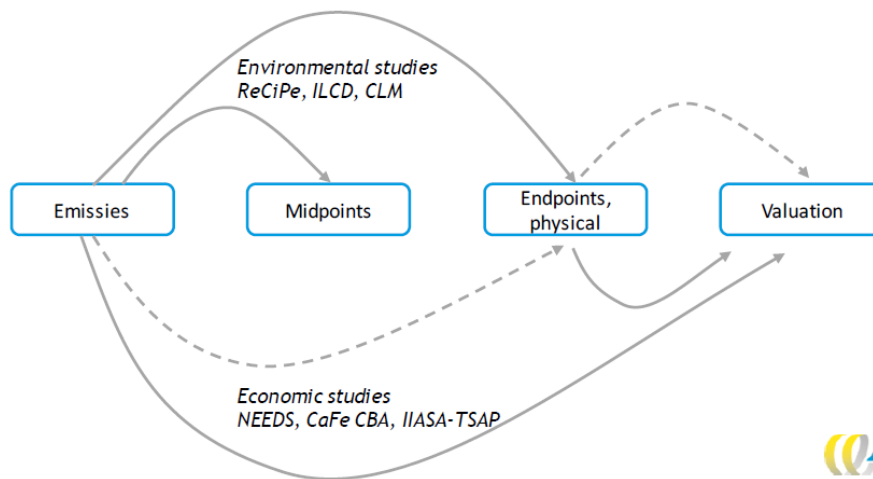 Environmental studies
ReCiPe, ILCD, CLM
Emissies
Midpoints
Endpoints,
physical
Valuation
Economic studies
NEEDS, CaFe CBA, IIASA-TSAP